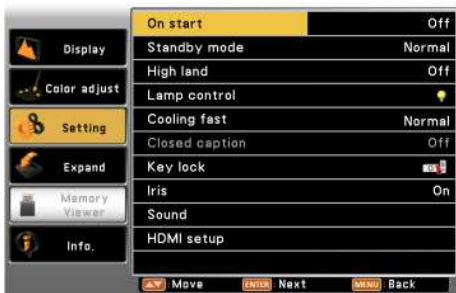 Display
Color adjust
Setting
Expand
Memory
Viewer
Info.
On start Off
Standby mode Normal
High land Off
Lamp control
Cooling fast Normal
Closed caption Off
Key lock
Iris On
Sound
HDMI setup
Move ENTER Next MENU Back